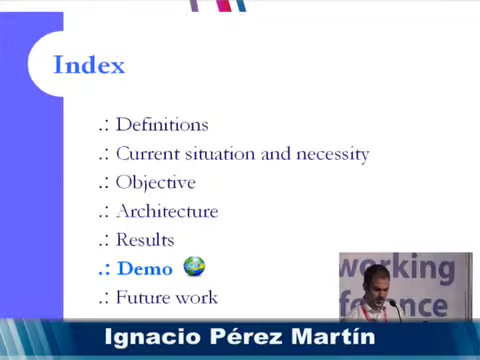 Index
.: Definitions
.: Current situation and necessity
.: Objective
.: Architecture
.: Results
.: Demo
.: Future work
working
ference
Ignacio Pérez Martín